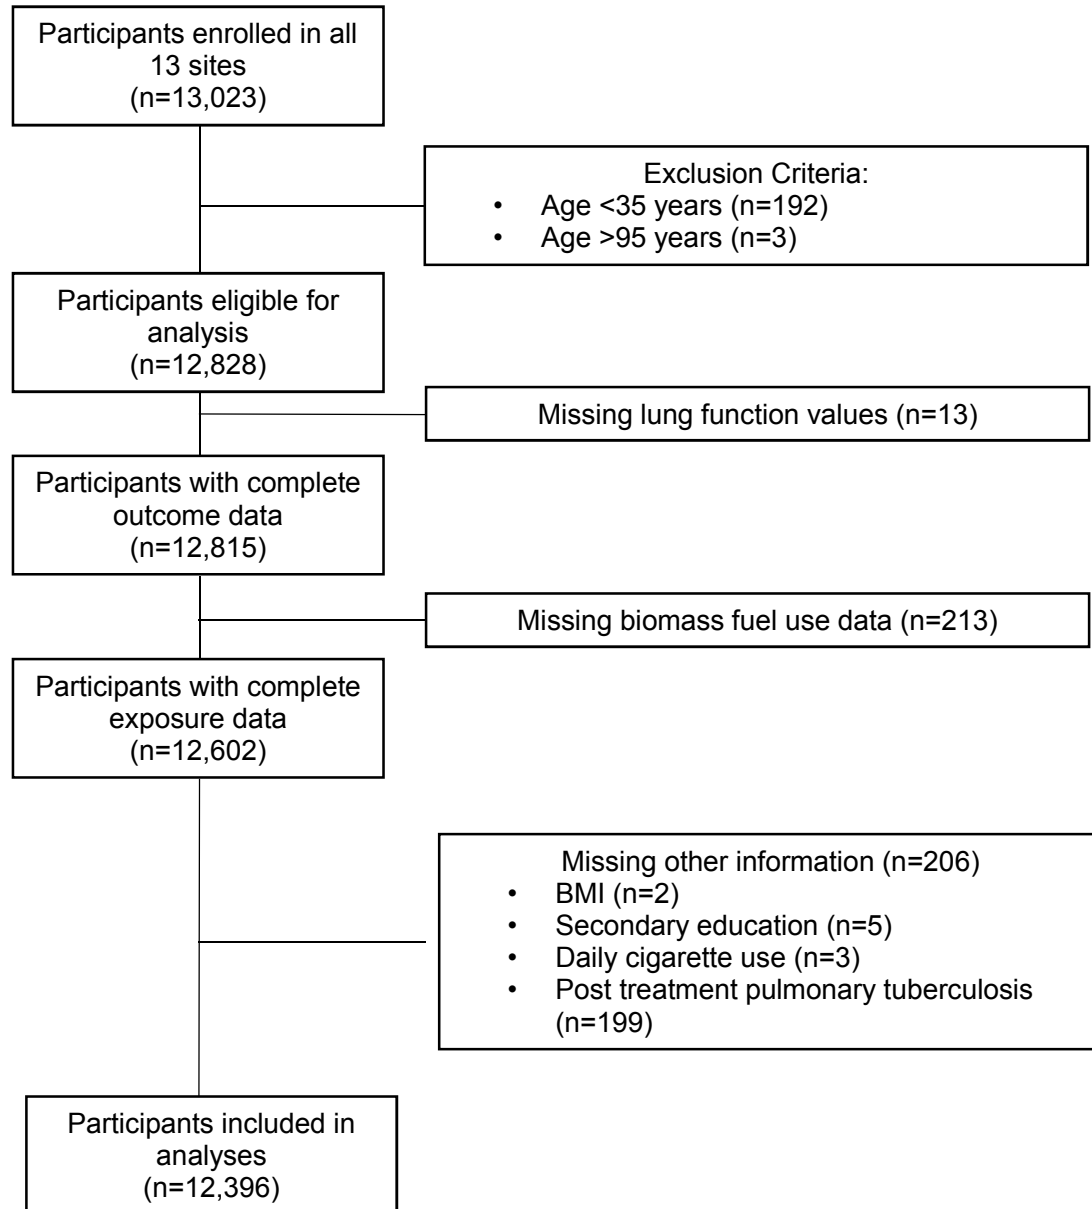 Participants enrolled in all
13 sites
(n=13,023)
Exclusion Criteria:
• Age <35 years (n=192)
• Age >95 years (n=3)
Participants eligible for
analysis
(n=12,828)
Missing lung function values (n=13)
Participants with complete
outcome data
(n=12,815)
Missing biomass fuel use data (n=213)
Participants with complete
exposure data
(n=12,602)
Missing other information (n=206)
• BMI (n=2)
• Secondary education (n=5)
• Daily cigarette use (n=3)
• Post treatment pulmonary tuberculosis
(n=199)
Participants included in
analyses
(n=12,396)